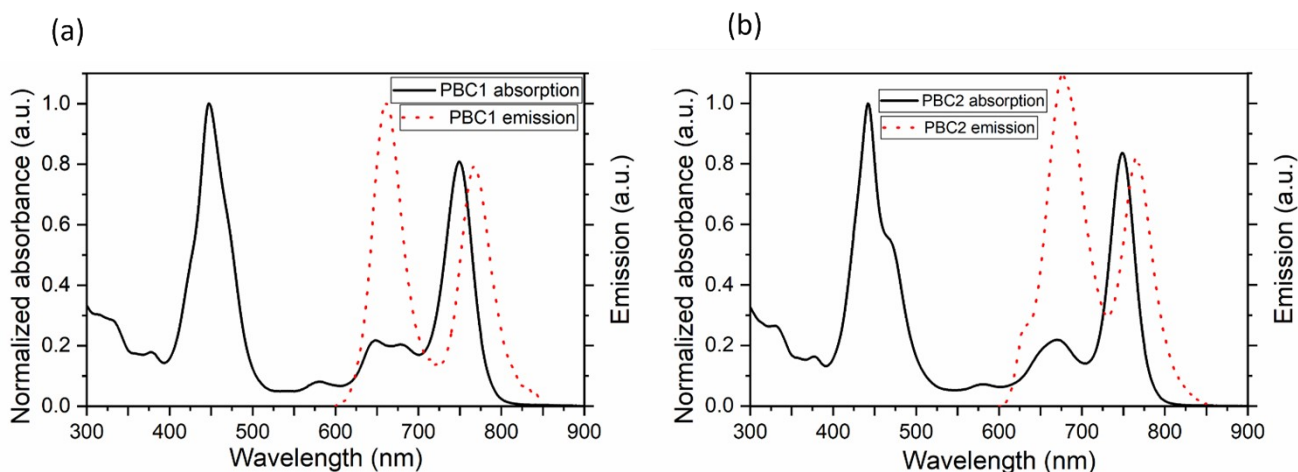 (a)
(b)
PBC1 absorption
PBC1 emission
PBC2 absorption
PBC2 emission
Normalized absorbance (a.u.)
1.0
0.8
0.6
0.4
0.2
0.0
Emission (a.u.)
300 400 500 600 700 800 900
Wavelength (nm)
Normalized absorbance (a.u.)
1.0
0.8
0.6
0.4
0.2
0.0
Emission (a.u.)
300 400 500 600 700 800 900
Wavelength (nm)